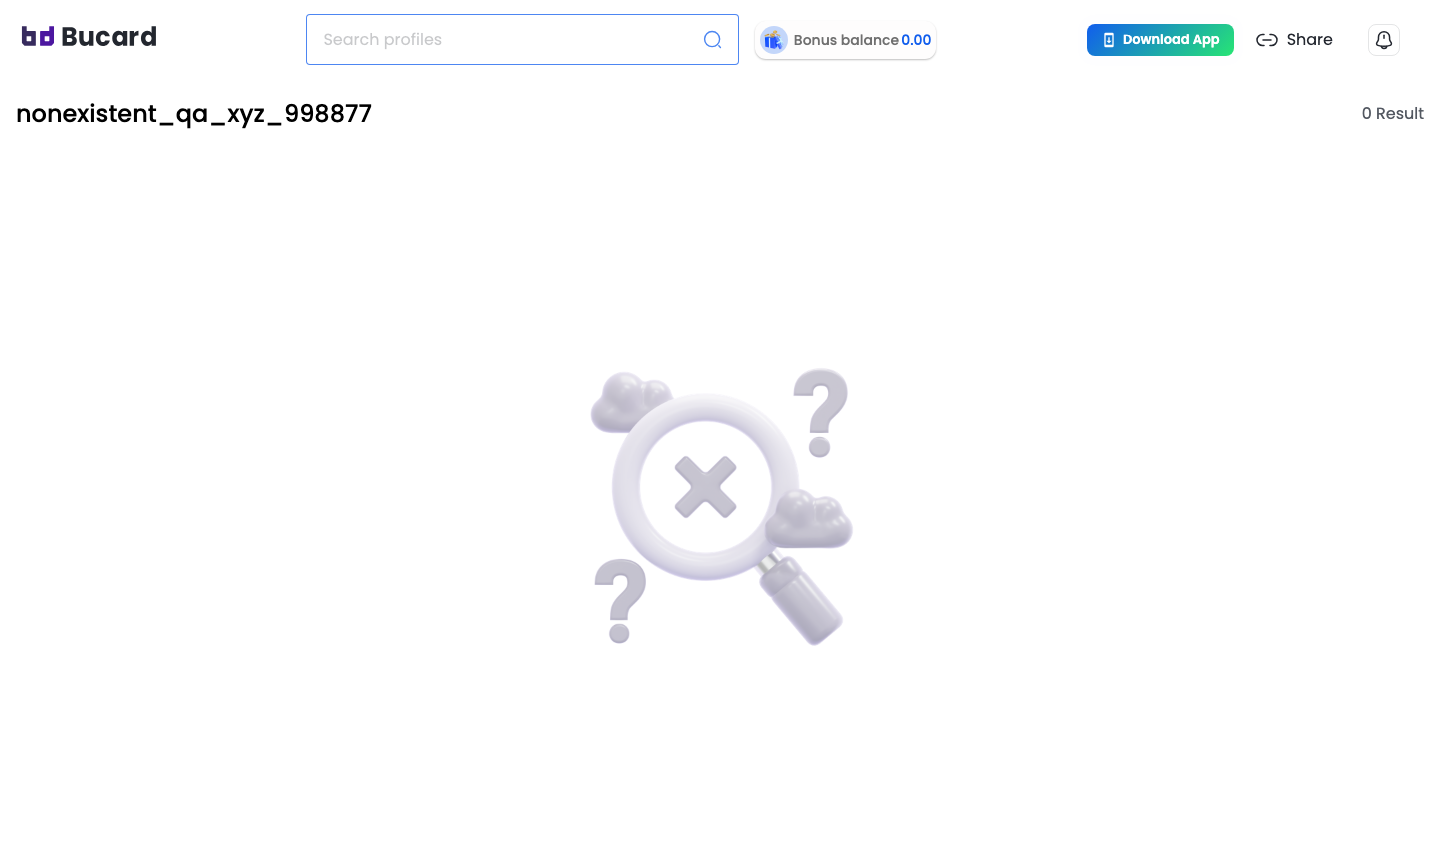 Bucard
Search profiles
Bonus balance 0.00
Download App
Share
nonexistent_qa_xyz_998877
0 Result